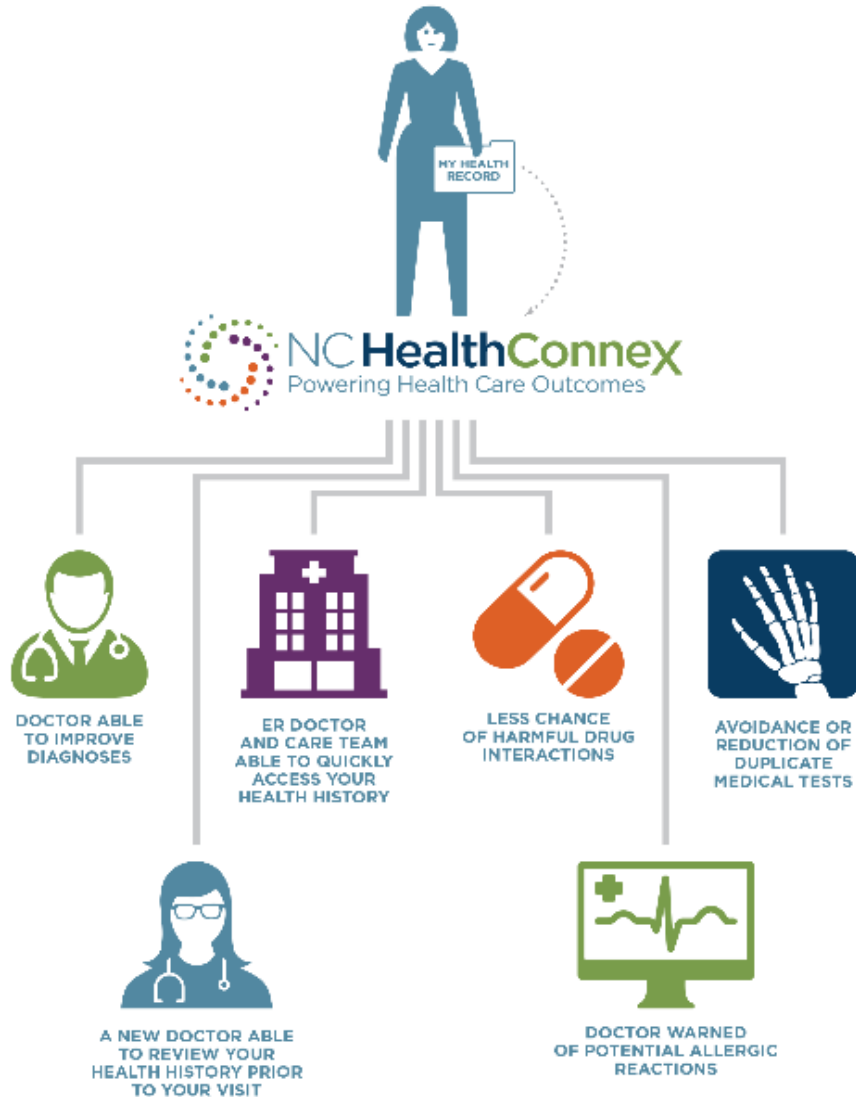 MY HEALTH
RECORD
NC HealthConnex
Powering Health Care Outcomes
DOCTOR ABLE
TO IMPROVE
DIAGNOSES
ER DOCTOR
AND CARE TEAM
ABLE TO QUICKLY
ACCESS YOUR
HEALTH HISTORY
LESS CHANCE
OF HARMFUL DRUG
INTERACTIONS
AVOIDANCE OR
REDUCTION OF
DUPLICATE
MEDICAL TESTS
A NEW DOCTOR ABLE
TO REVIEW YOUR
HEALTH HISTORY PRIOR
TO YOUR VISIT
DOCTOR WARNED
OF POTENTIAL ALLERGIC
REACTIONS